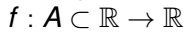 f : A ⊂ ℝ → ℝ